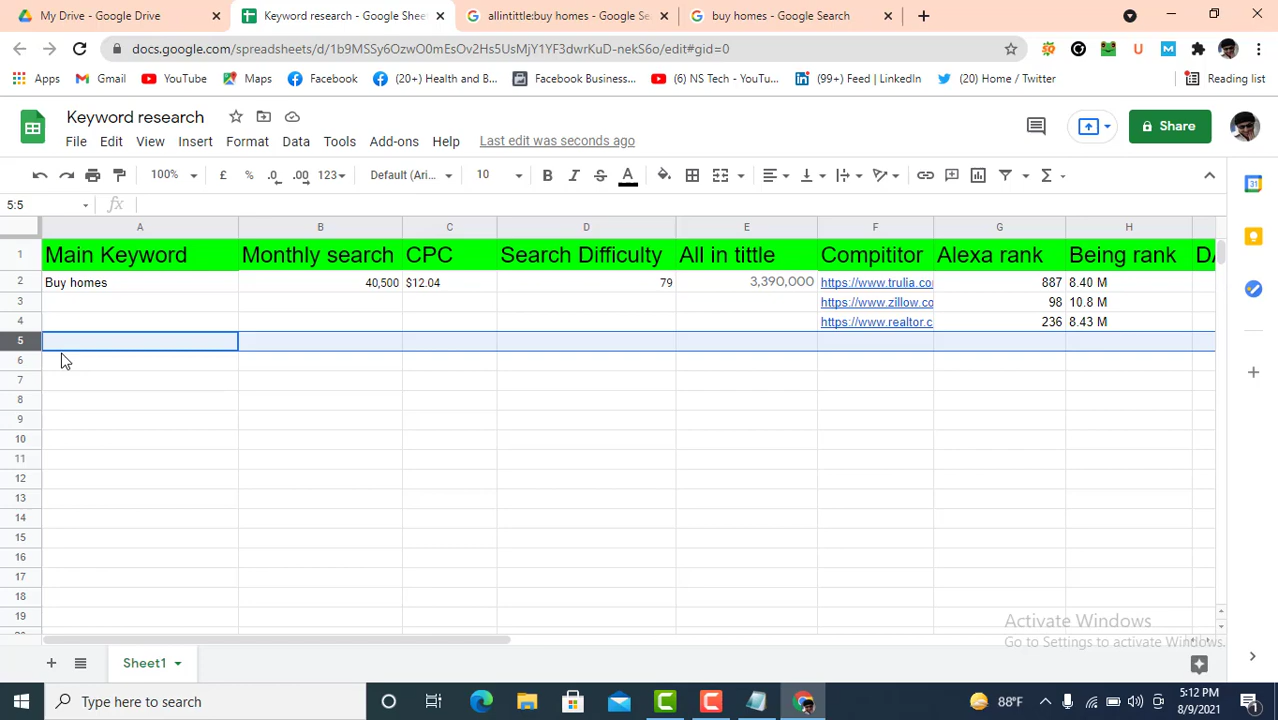 My Drive - Google Drive
Keyword research - Google Shee
allintittle:buy homes - Google Se
buy homes - Google Search
docs.google.com/spreadsheets/d/1b9MSSy6OzwO0mEsOv2Hs5UsMjY1YF3dwrKuD-nekS6o/edit#gid=0
Apps
Gmail
YouTube
Maps
Facebook
(20+) Health and B...
Facebook Business...
(6) NS Tech - YouTu...
(99+) Feed | LinkedIn
(20) Home / Twitter
Reading list
Keyword research
File Edit View Insert Format Data Tools Add-ons Help Last edit was seconds ago
Share
100% £ % .0 .00 123 Default (Ari... 10 B I S A
5:5 fx
A B C D E F G H
1 Main Keyword Monthly search CPC Search Difficulty All in tittle Compititor Alexa rank Being rank DA
2 Buy homes 40,500 $12.04 79 3,390,000 https://www.trulia.co 887 8.40 M
3 https://www.zillow.co 98 10.8 M
4 https://www.realtor.c 236 8.43 M
5
6
7
8
9
10
11
12
13
14
15
16
17
18
19
Activate Windows
Go to Settings to activate Windows.
Sheet1
Type here to search
88°F
5:12 PM
8/9/2021